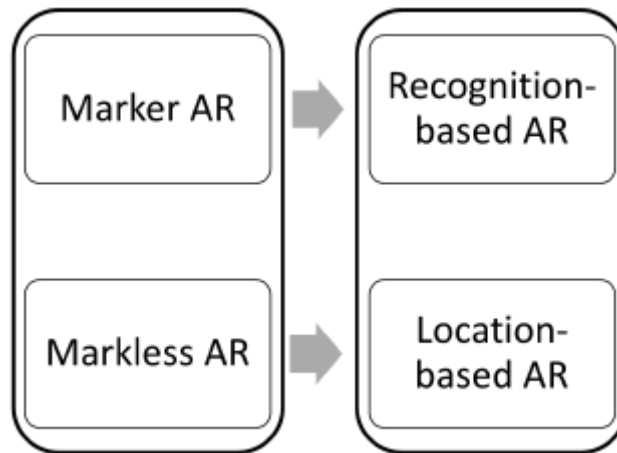 Marker AR
Recognition-
based AR
Markless AR
Location-
based AR